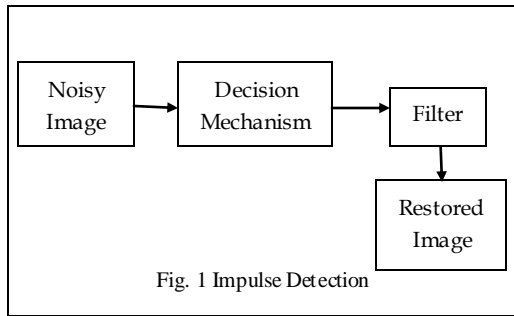 Noisy
Image
Decision
Mechanism
Filter
Restored
Image
Fig. 1 Impulse Detection